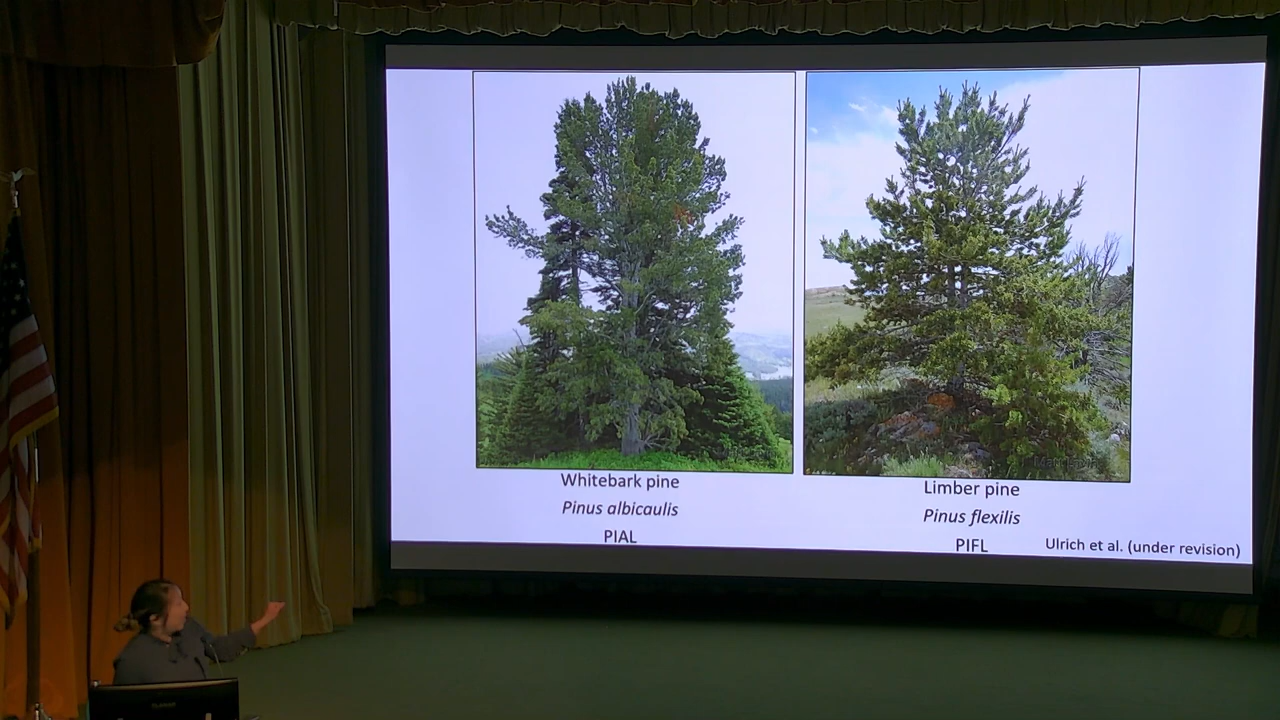 Whitebark pine
Pinus albicaulis
PIAL
Limber pine
Pinus flexilis
PIFL
Ulrich et al. (under revision)